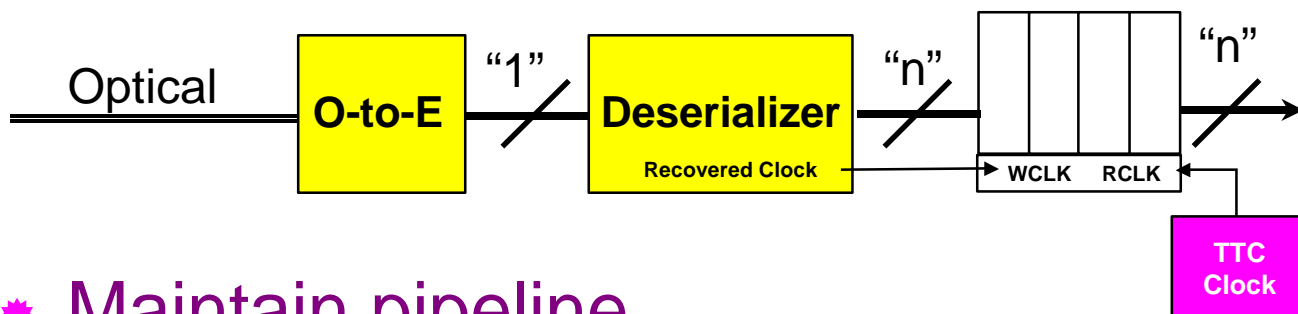 Optical
O-to-E
“1”
Deserializer
Recovered Clock
“n”
WCLK RCLK
“n”
TTC
Clock
Maintain pipeline